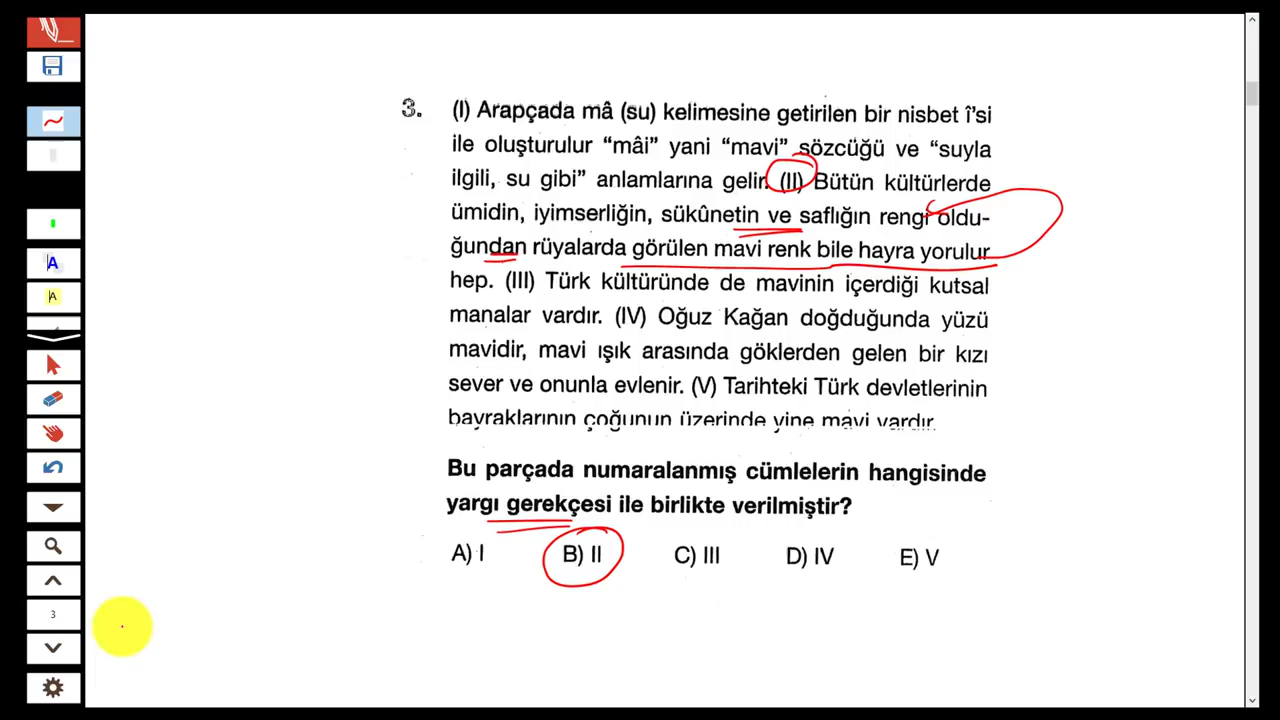 3. (I) Arapçada mâ (su) kelimesine getirilen bir nisbet î'si
ile oluşturulur “mâi” yani “mavi” sözcüğü ve “suyla
ilgili, su gibi” anlamlarına gelir. (II) Bütün kültürlerde
ümidin, iyimserliğin, sükûnetin ve saflığın rengi oldu-
ğundan rüyalarda görülen mavi renk bile hayra yorulur
hep. (III) Türk kültüründe de mavinin içerdiği kutsal
manalar vardır. (IV) Oğuz Kağan doğduğunda yüzü
mavidir, mavi ışık arasında göklerden gelen bir kızı
sever ve onunla evlenir. (V) Tarihteki Türk devletlerinin
bayraklarının çoğunun üzerinde yine mavi vardır.
Bu parçada numaralanmış cümlelerin hangisinde
yargı gerekçesi ile birlikte verilmiştir?
A) I B) II C) III D) IV E) V
A
A
3